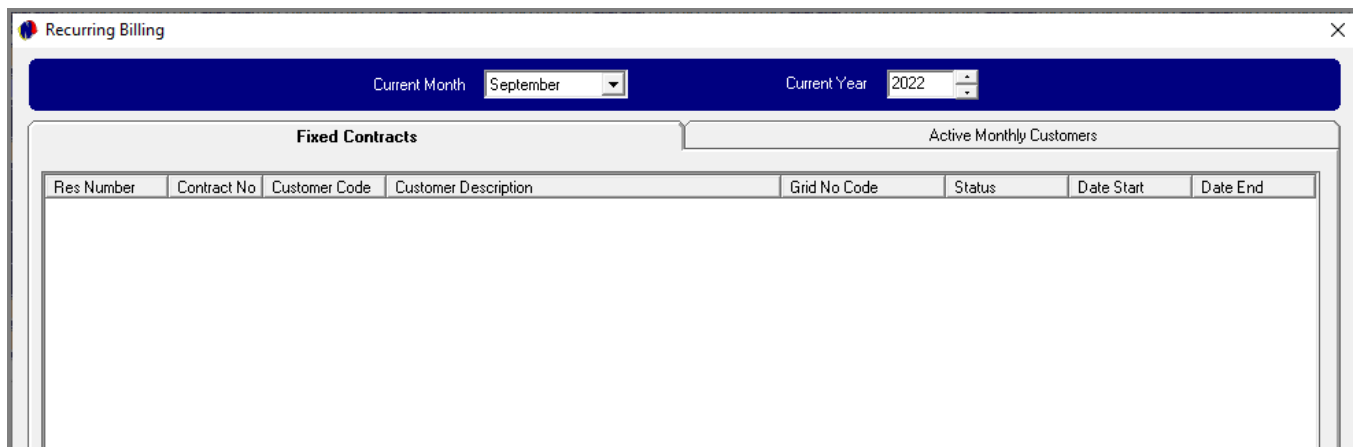 Recurring Billing
Current Month September Current Year 2022
Fixed Contracts Active Monthly Customers
Res Number Contract No Customer Code Customer Description Grid No Code Status Date Start Date End